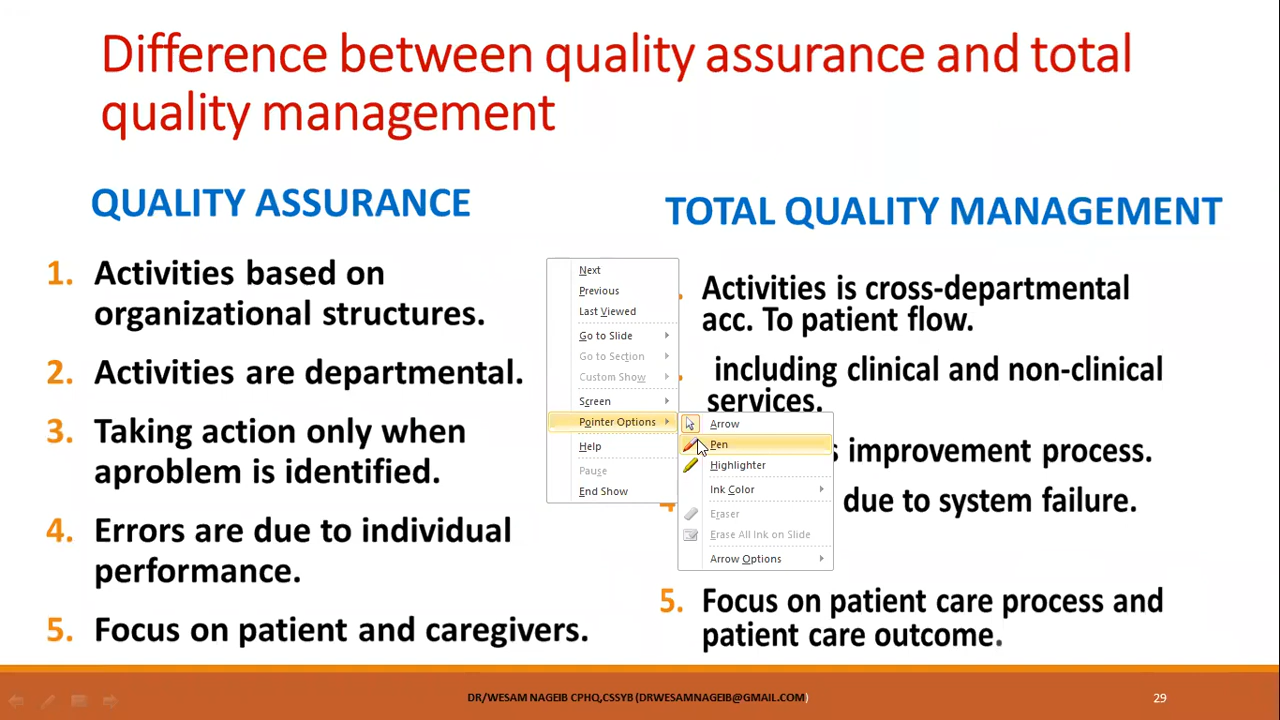 Difference between quality assurance and total
quality management
QUALITY ASSURANCE
1. Activities based on
organizational structures.
2. Activities are departmental.
3. Taking action only when
aproblem is identified.
4. Errors are due to individual
performance.
5. Focus on patient and caregivers.
TOTAL QUALITY MANAGEMENT
Activities is cross-departmental
acc. To patient flow.
including clinical and non-clinical
services.
improvement process.
due to system failure.
5. Focus on patient care process and
patient care outcome.
Next
Previous
Last Viewed
Go to Slide
Go to Section
Custom Show
Screen
Pointer Options
Help
Pause
End Show
Arrow
Pen
Highlighter
Ink Color
Eraser
Erase All Ink on Slide
Arrow Options
DR/WESAM NAGEIB CPHQ,CSSYB (DRWESAMNAGEIB@GMAIL.COM)
29